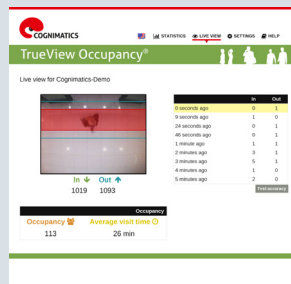 COGNIMATICS
STATISTICS LIVE VIEW SETTINGS HELP
TrueView Occupancy®
Live view for Cognimatics-Demo
In Out
0 seconds ago 0 1
9 seconds ago 1 0
24 seconds ago 0 1
46 seconds ago 0 1
1 minute ago 1 1
2 minutes ago 3 1
3 minutes ago 5 1
4 minutes ago 1 0
5 minutes ago 2 0
Test accuracy
In Out
1019 1093
Occupancy
Occupancy Average visit time
113 26 min